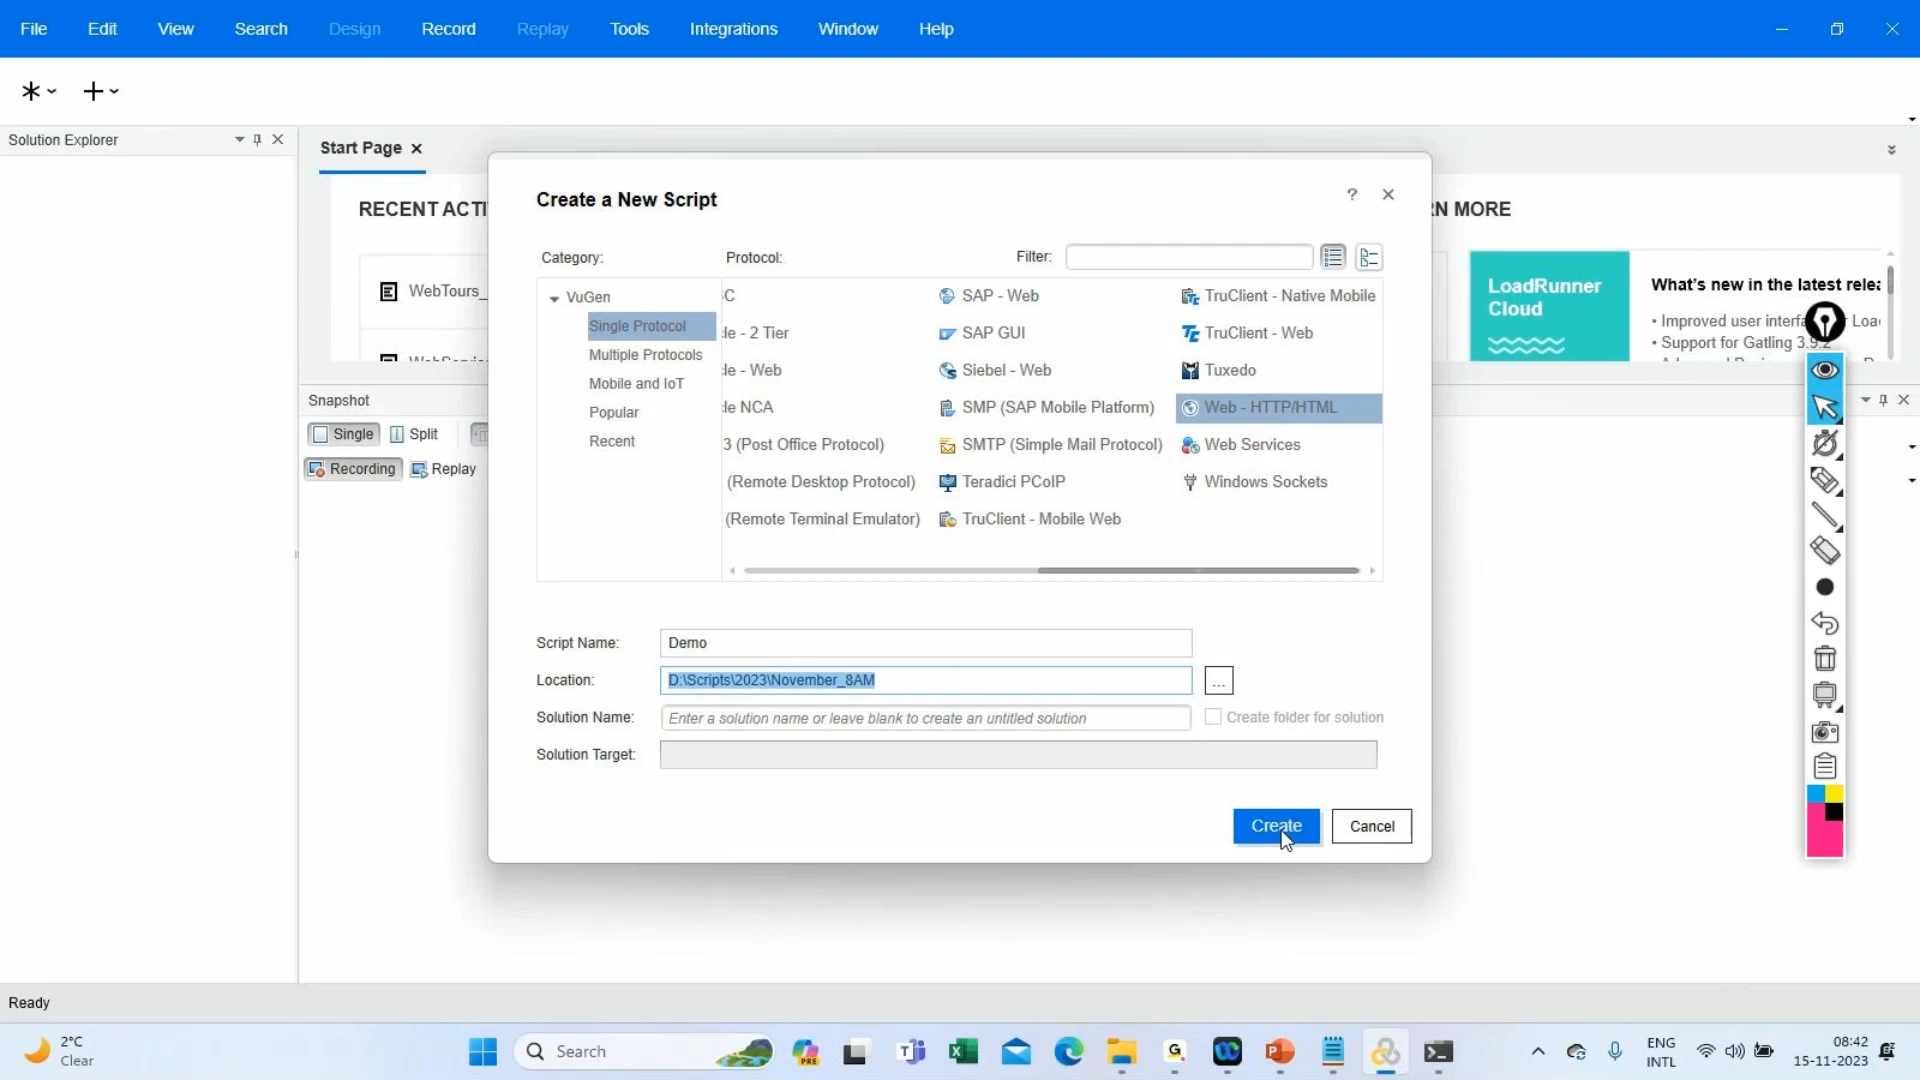 File Edit View Search Design Record Replay Tools Integrations Window Help
Solution Explorer
Start Page
RECENT ACTI
RN MORE
WebTours_
LoadRunner
Cloud
What's new in the latest relea
• Improved user interfa r Loa
• Support for Gatling 3.9.2
Snapshot
Single Split
Recording Replay
Create a New Script
?
Category: Protocol: Filter:
VuGen
Single Protocol
Multiple Protocols
Mobile and IoT
Popular
Recent
C SAP - Web TruClient - Native Mobile
le - 2 Tier SAP GUI TruClient - Web
le - Web Siebel - Web Tuxedo
le NCA SMP (SAP Mobile Platform) Web - HTTP/HTML
3 (Post Office Protocol) SMTP (Simple Mail Protocol) Web Services
(Remote Desktop Protocol) Teradici PCoIP Windows Sockets
(Remote Terminal Emulator) TruClient - Mobile Web
Script Name: Demo
Location: D:\Scripts\2023\November_8AM ...
Solution Name: Enter a solution name or leave blank to create an untitled solution Create folder for solution
Solution Target:
Create Cancel
Ready
2°C
Clear
Search
PRE
ENG
INTL
08:42
15-11-2023